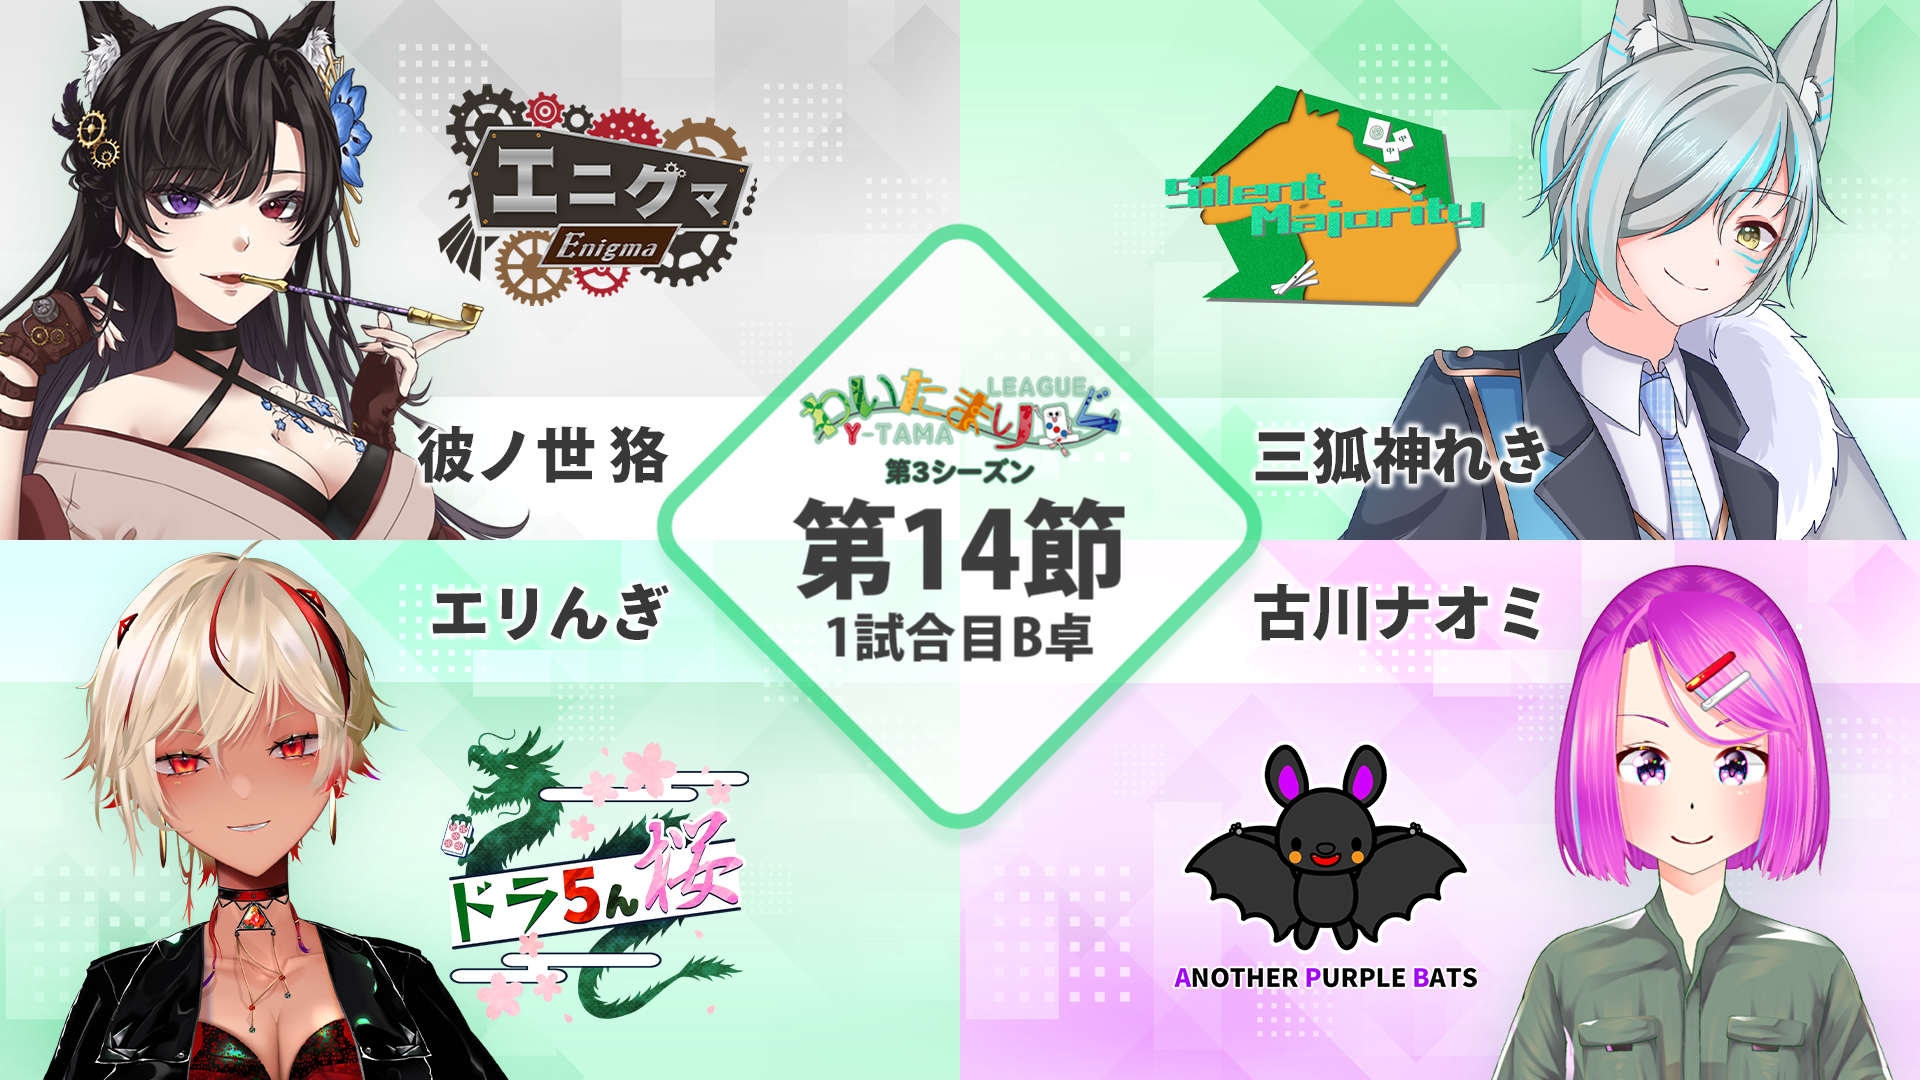 エニグマ
Enigma
彼ノ世 狢
Silent
Majority
中
中
三狐神れき
わいたまりーぐ
LEAGUE
Y-TAMA
第3シーズン
第14節
1試合目B卓
エリんぎ
ドラ5ん桜
古川ナオミ
ANOTHER PURPLE BATS